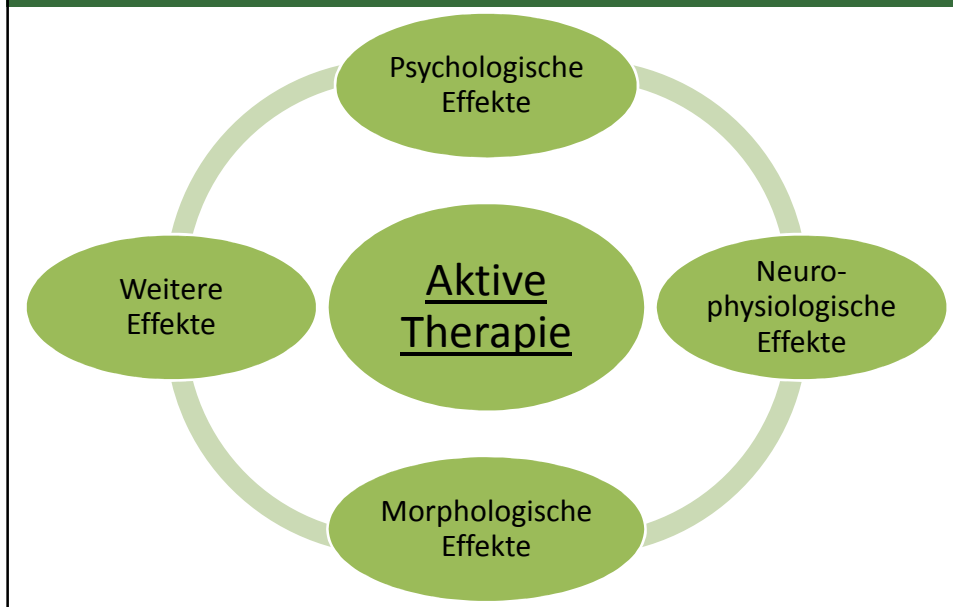 Psychologische
Effekte
Weitere
Effekte
Aktive
Therapie
Neuro-
physiologische
Effekte
Morphologische
Effekte